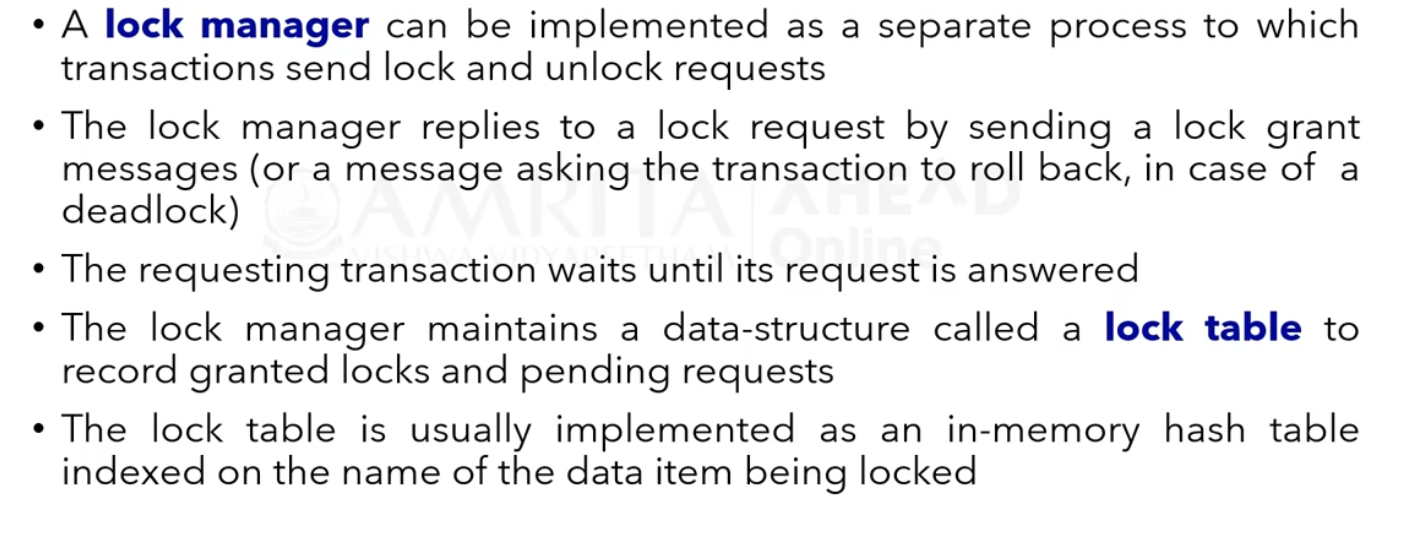 • A lock manager can be implemented as a separate process to which
transactions send lock and unlock requests
• The lock manager replies to a lock request by sending a lock grant
messages (or a message asking the transaction to roll back, in case of a
deadlock)
AMRITA AHEAD
VISHWA VIDYAPEETHAM Online
• The requesting transaction waits until its request is answered
• The lock manager maintains a data-structure called a lock table to
record granted locks and pending requests
• The lock table is usually implemented as an in-memory hash table
indexed on the name of the data item being locked